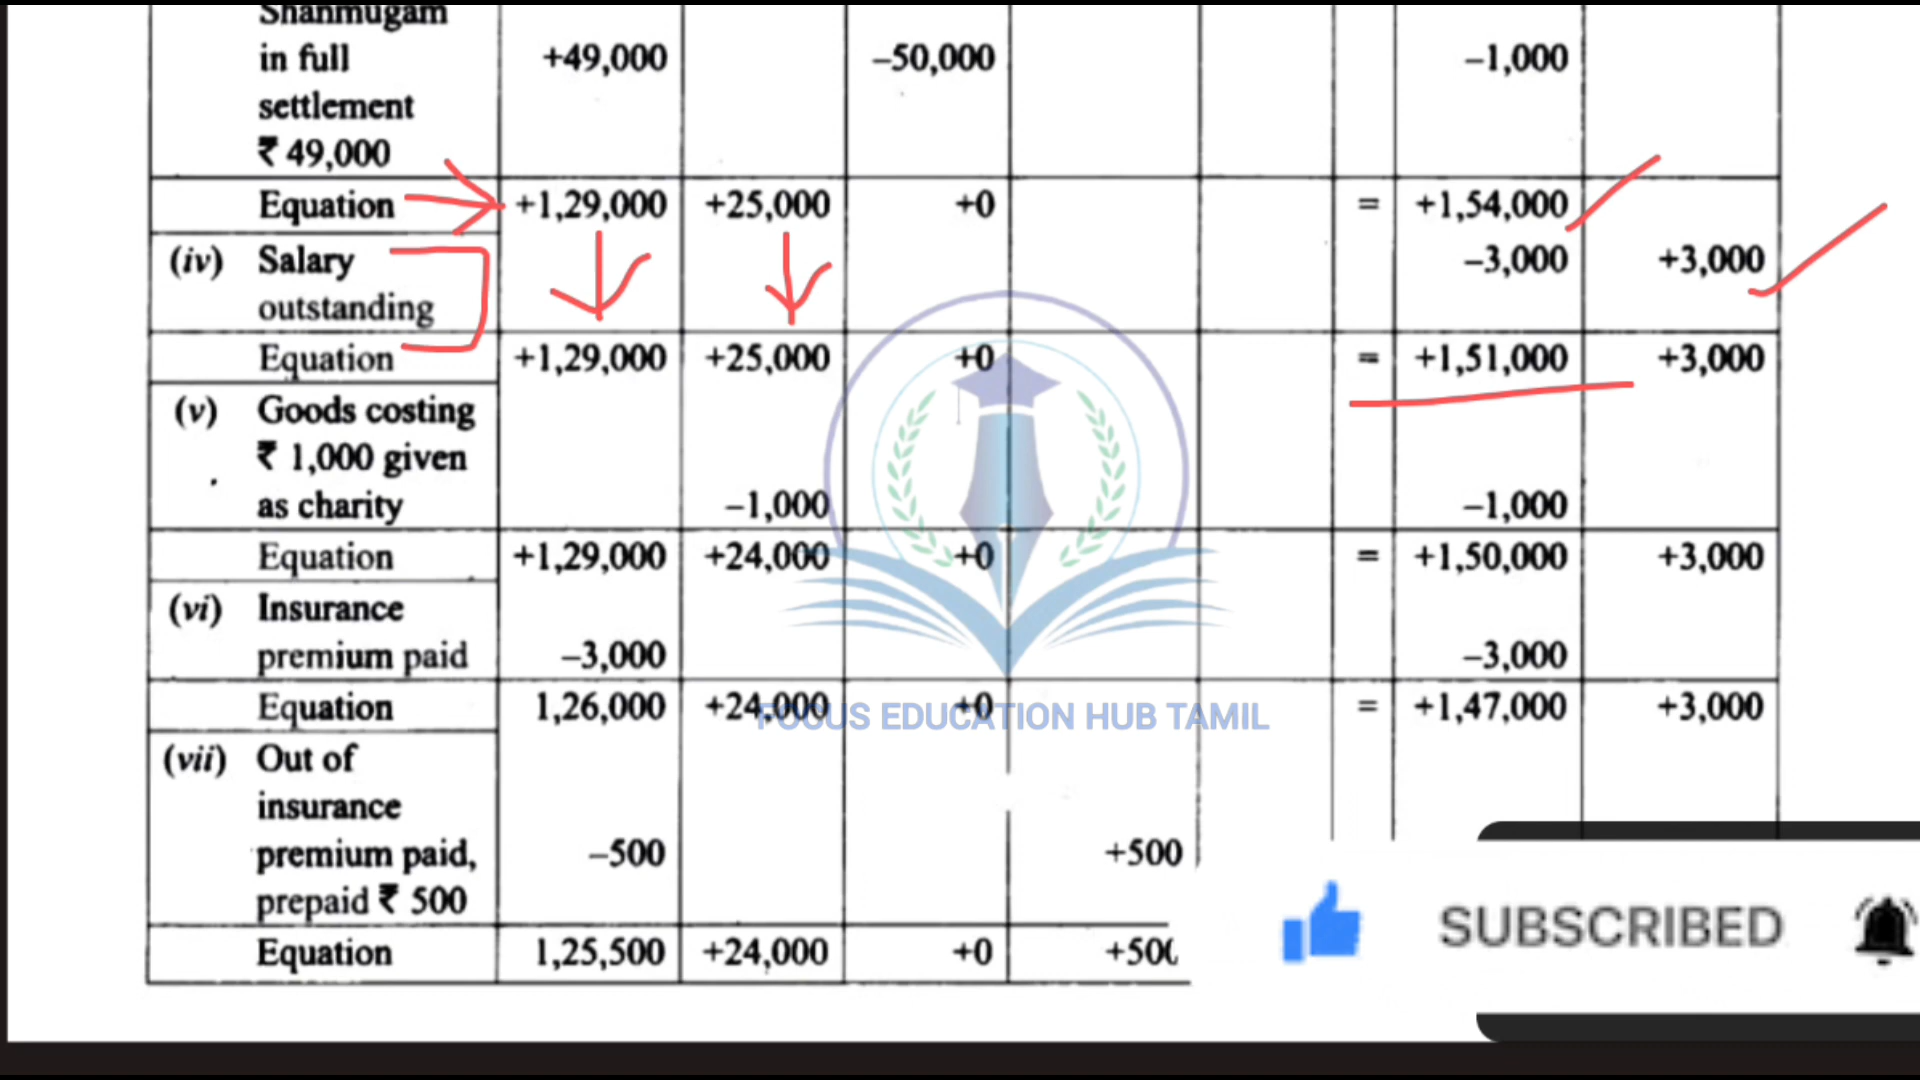 Shanmugam
in full +49,000 –50,000 –1,000
settlement
₹ 49,000
Equation +1,29,000 +25,000 +0 = +1,54,000
(iv) Salary –3,000 +3,000
outstanding
Equation +1,29,000 +25,000 +0 = +1,51,000 +3,000
(v) Goods costing
₹ 1,000 given
as charity –1,000 –1,000
Equation +1,29,000 +24,000 +0 = +1,50,000 +3,000
(vi) Insurance
premium paid –3,000 –3,000
Equation 1,26,000 +24,000 +0 = +1,47,000 +3,000
FOCUS EDUCATION HUB TAMIL
(vii) Out of
insurance
premium paid, –500 +500
prepaid ₹ 500
SUBSCRIBED
Equation 1,25,500 +24,000 +0 +500